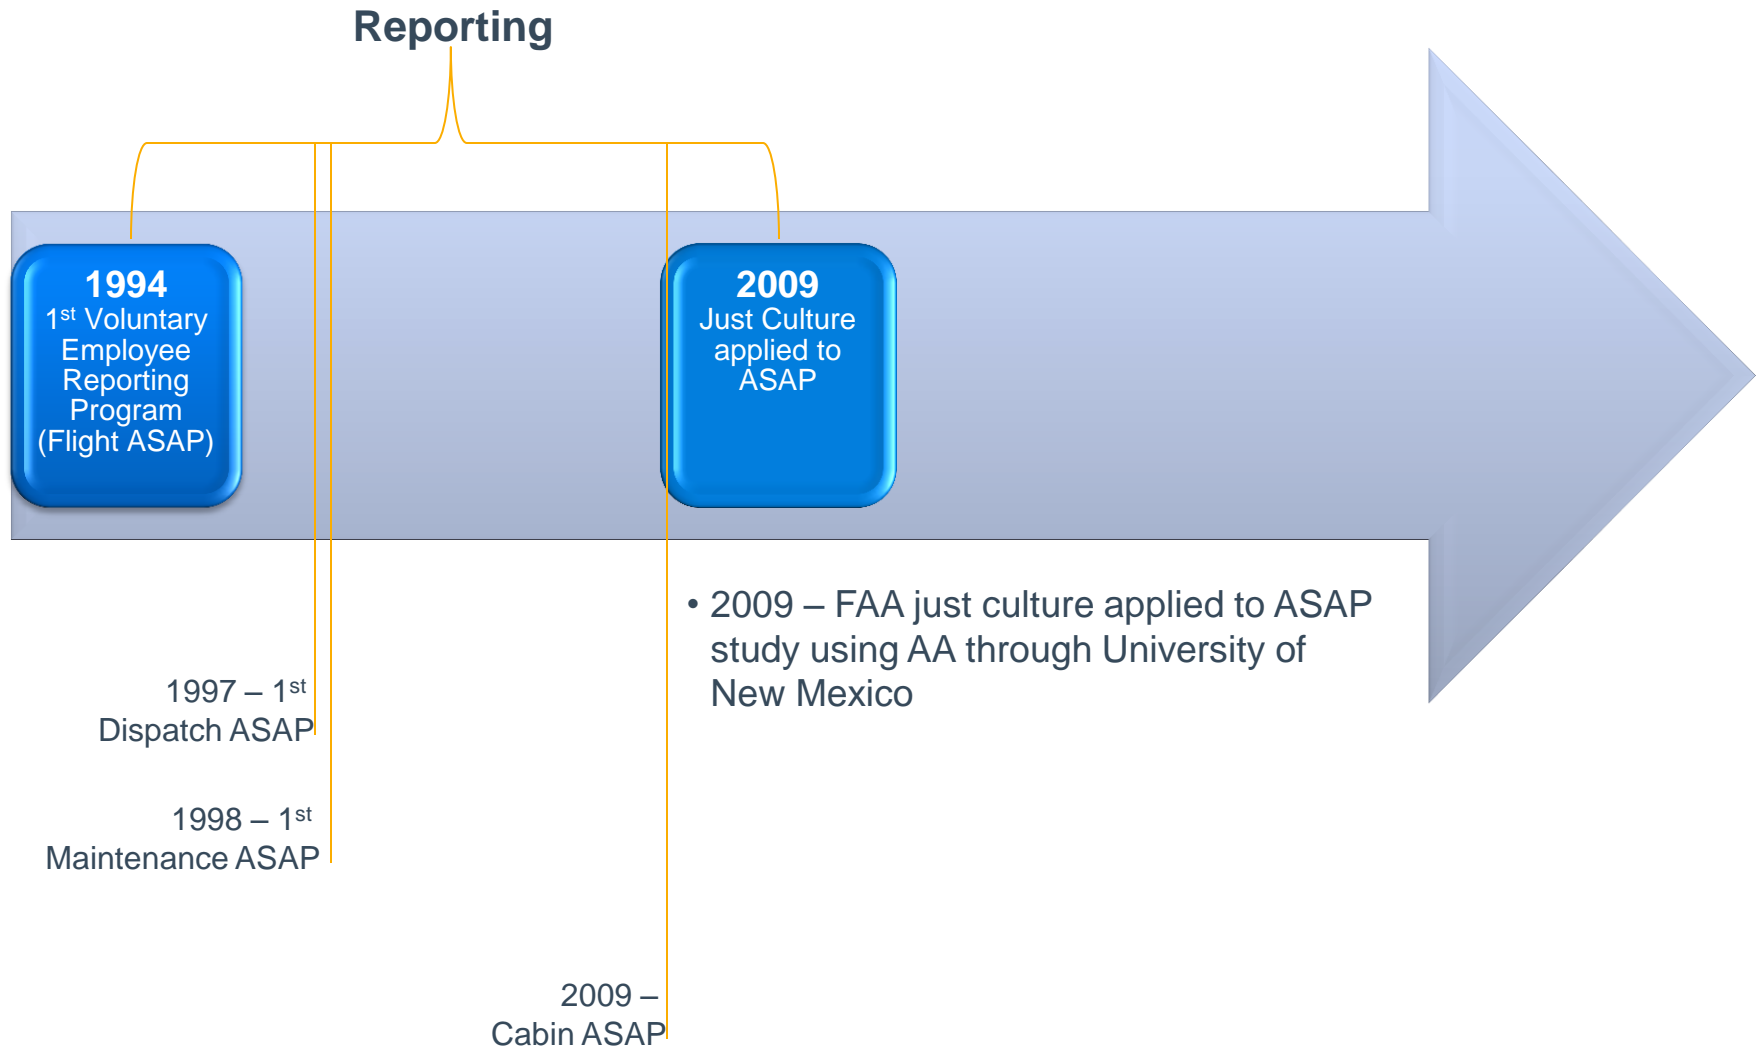 Reporting
1994
1st Voluntary
Employee
Reporting
Program
(Flight ASAP)
2009
Just Culture
applied to
ASAP
• 2009 – FAA just culture applied to ASAP
study using AA through University of
New Mexico
1997 – 1st
Dispatch ASAP
1998 – 1st
Maintenance ASAP
2009 –
Cabin ASAP